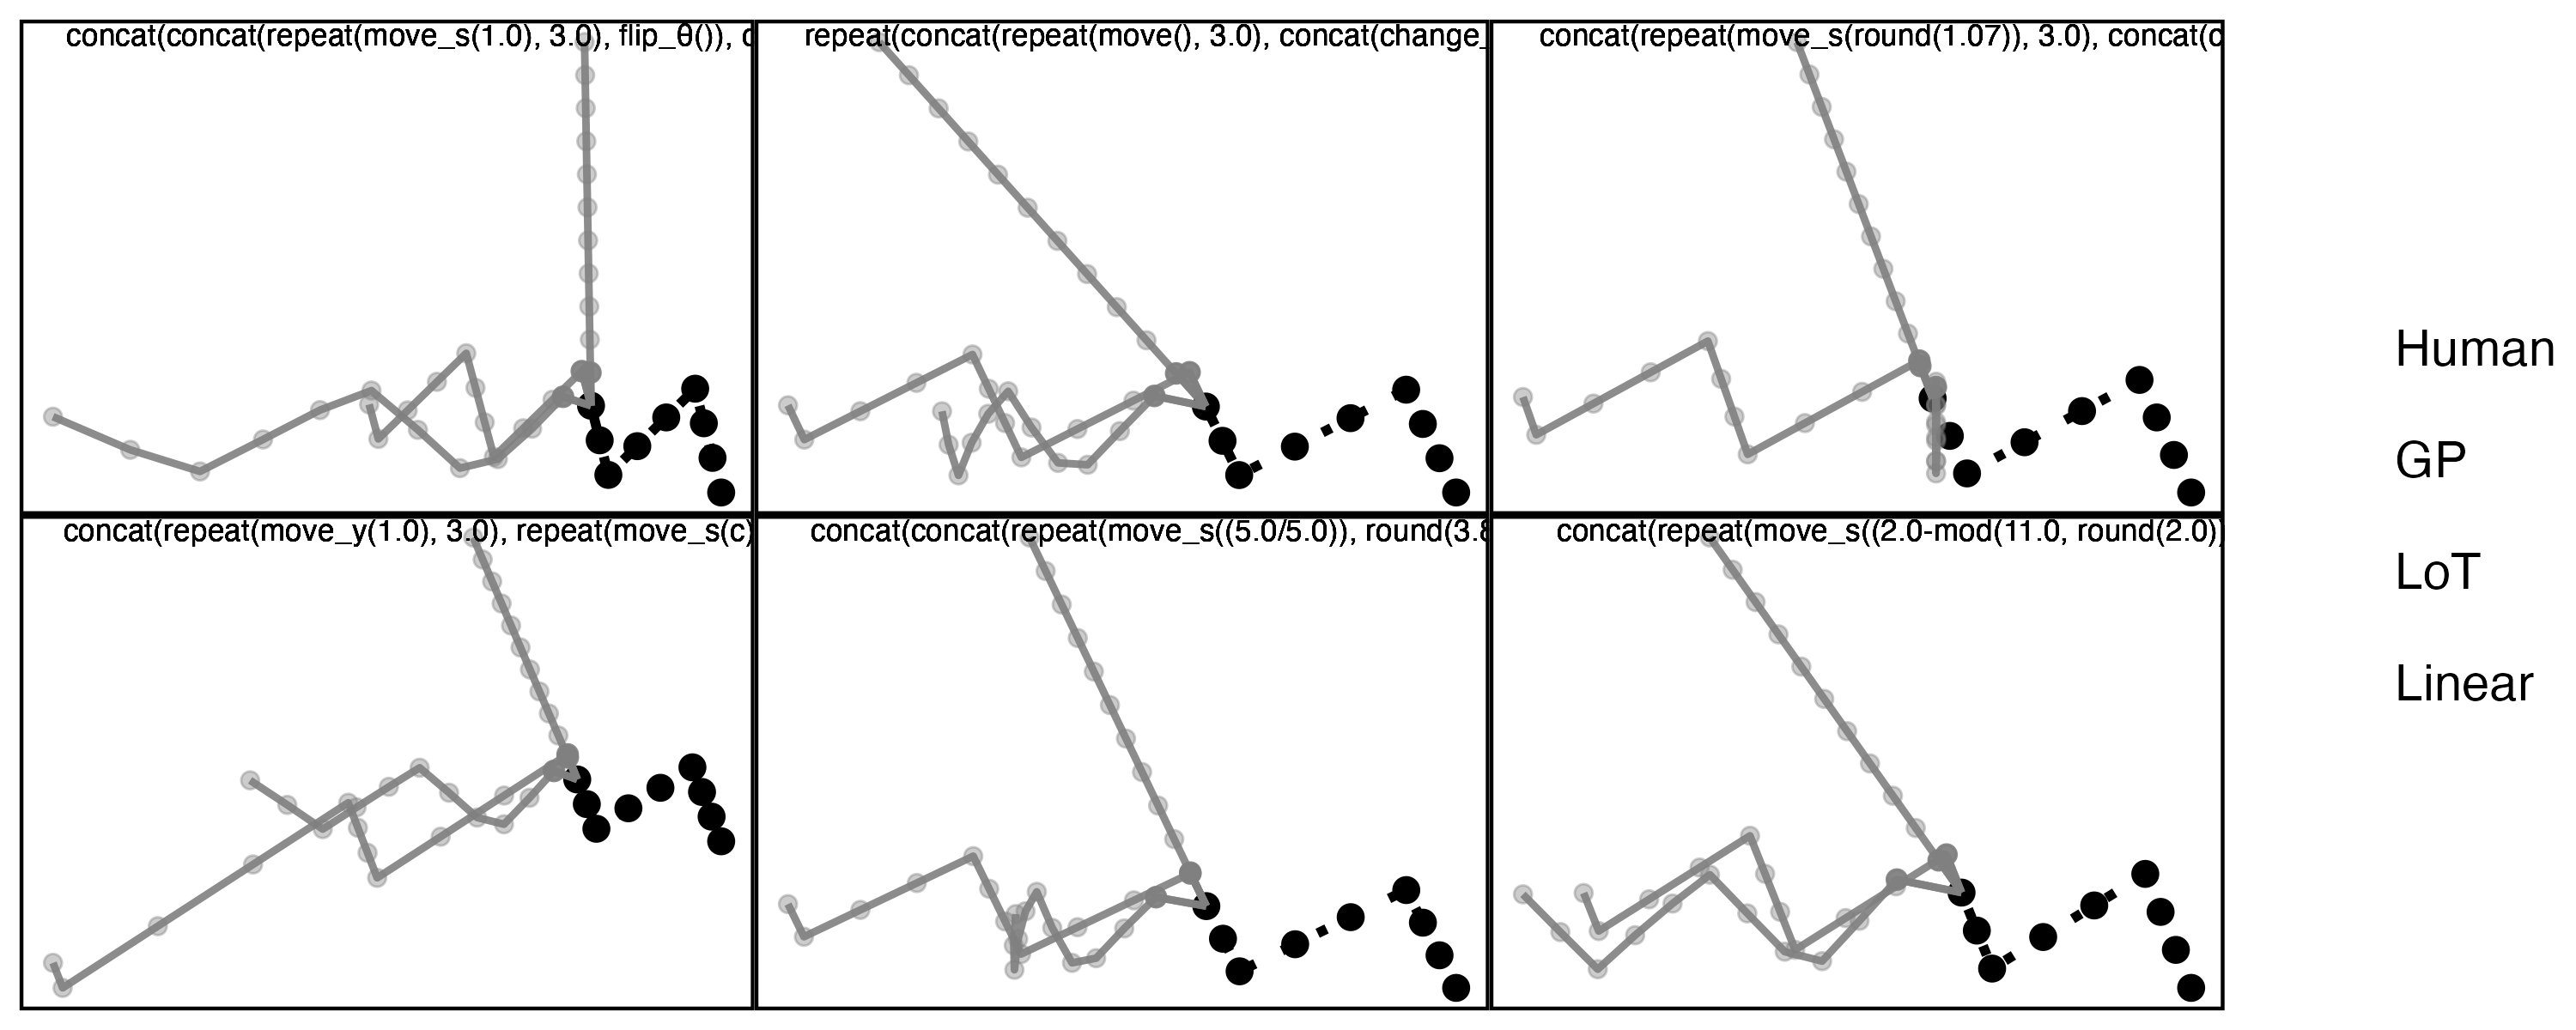 concat(concat(repeat(move_s(1.0), 3.0), flip_θ()), c
repeat(concat(repeat(move(), 3.0), concat(change_
concat(repeat(move_s(round(1.07)), 3.0), concat(c
concat(repeat(move_y(1.0), 3.0), repeat(move_s(c)
concat(concat(repeat(move_s((5.0/5.0)), round(3.8
concat(repeat(move_s((2.0-mod(11.0, round(2.0))
Human
GP
LoT
Linear